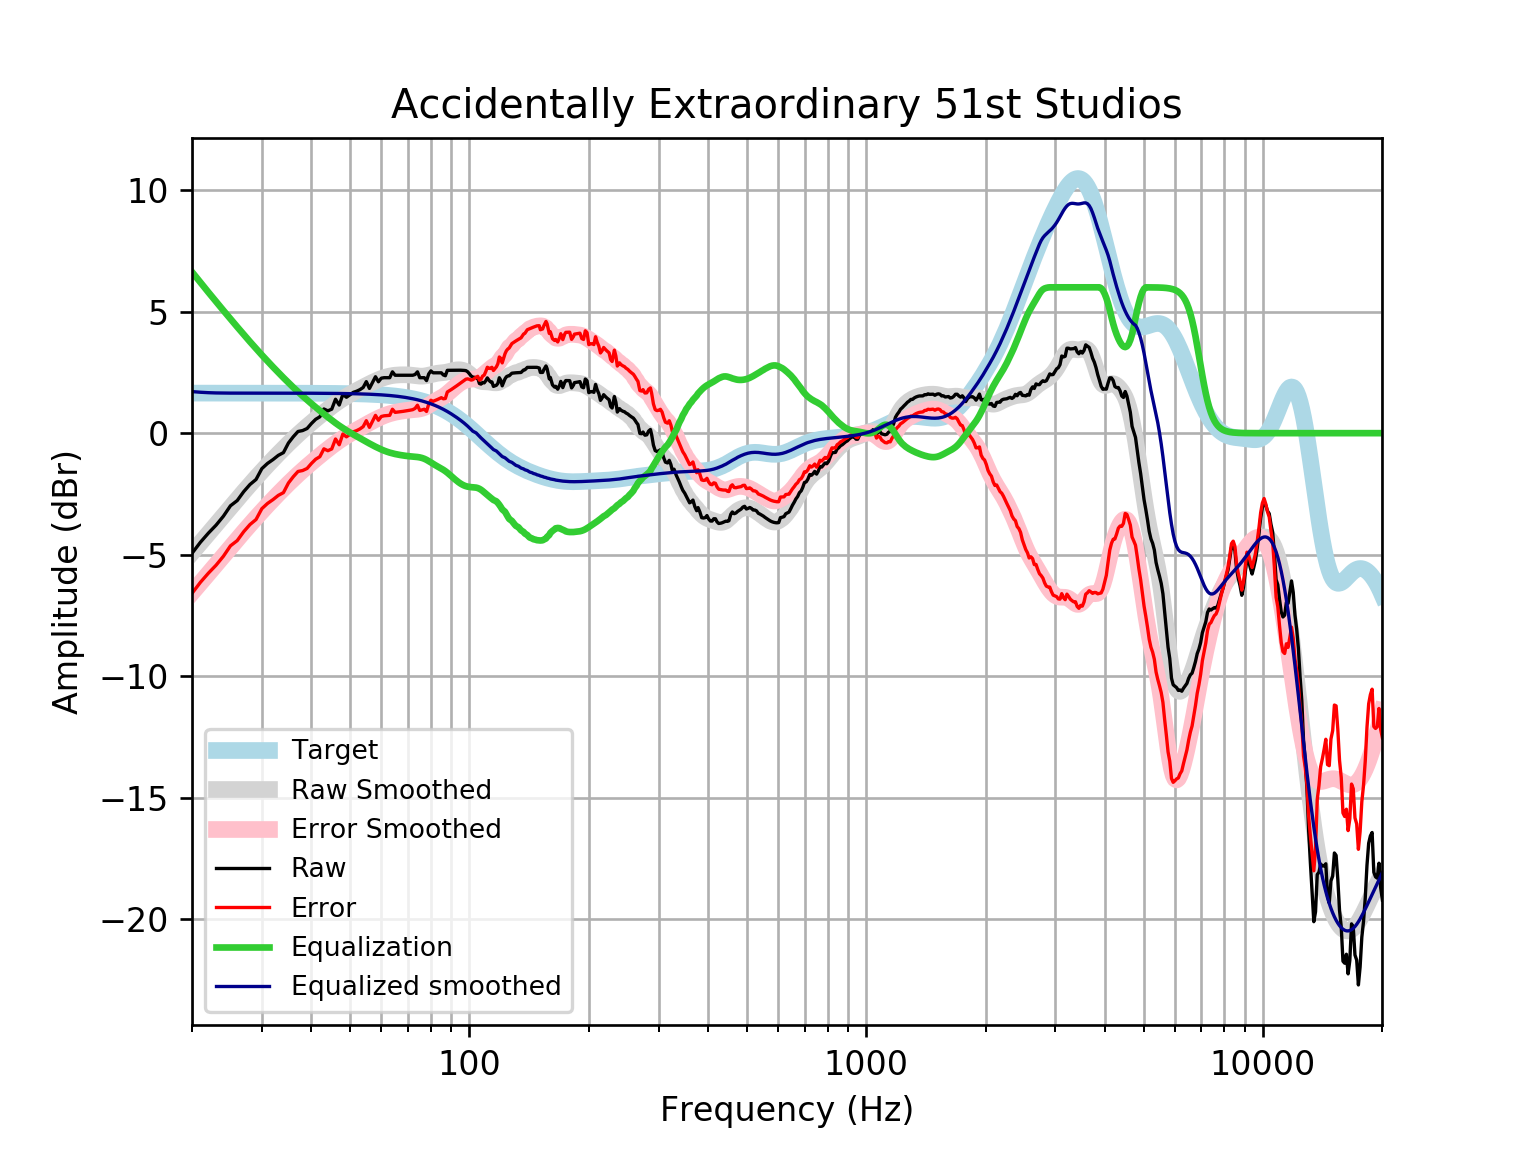 Accidentally Extraordinary 51st Studios
10
5
0
−5
−10
−15
−20
Amplitude (dBr)
Target
Raw Smoothed
Error Smoothed
Raw
Error
Equalization
Equalized smoothed
100 1000 10000
Frequency (Hz)